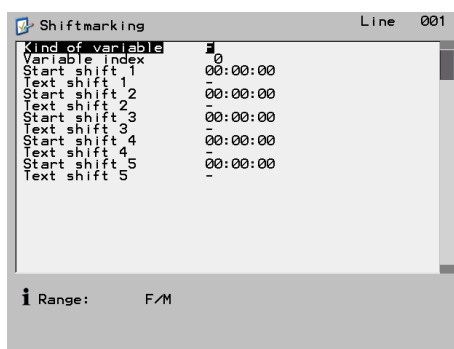 Shiftmarking Line 001
Kind of variable F
Variable index 0
Start shift 1 00:00:00
Text shift 1 -
Start shift 2 00:00:00
Text shift 2 -
Start shift 3 00:00:00
Text shift 3 -
Start shift 4 00:00:00
Text shift 4 -
Start shift 5 00:00:00
Text shift 5 -
i Range: F/M